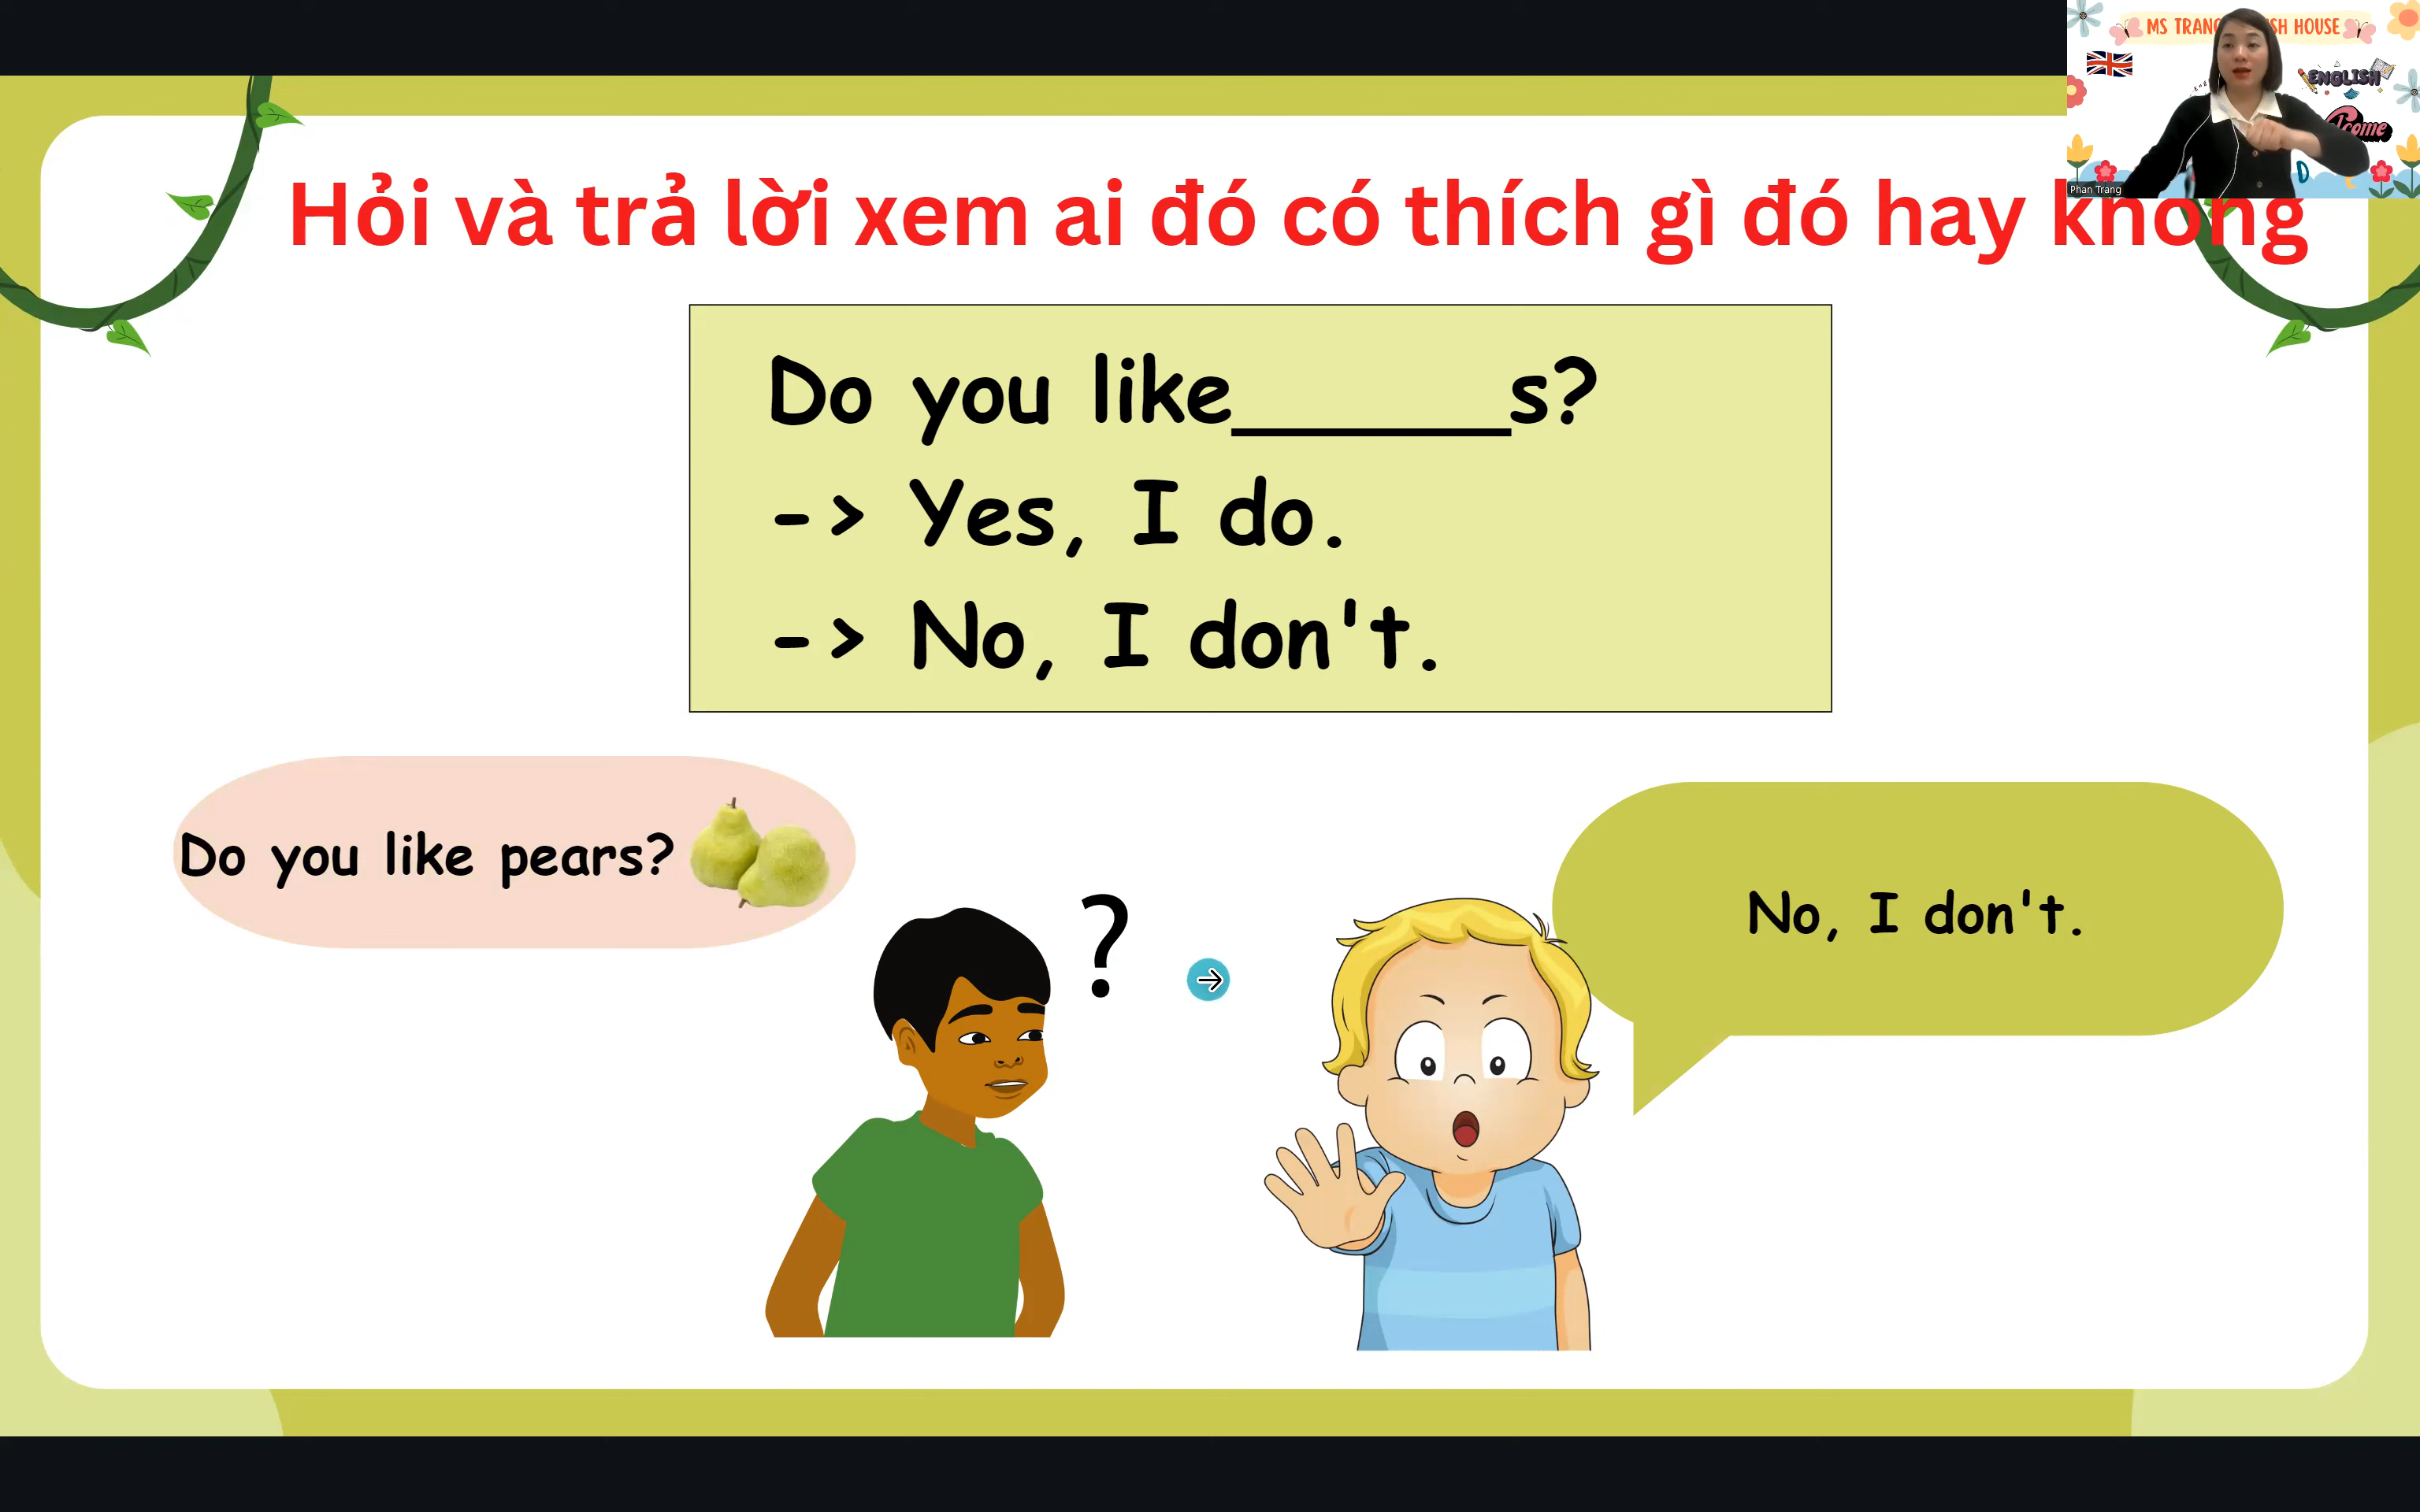 MS TRANG
SH HOUSE
ENGLISH
Phan Trang
Hỏi và trả lời xem ai đó có thích gì đó hay không
Do you like_______s?
-> Yes, I do.
-> No, I don't.
Do you like pears?
No, I don't.
?